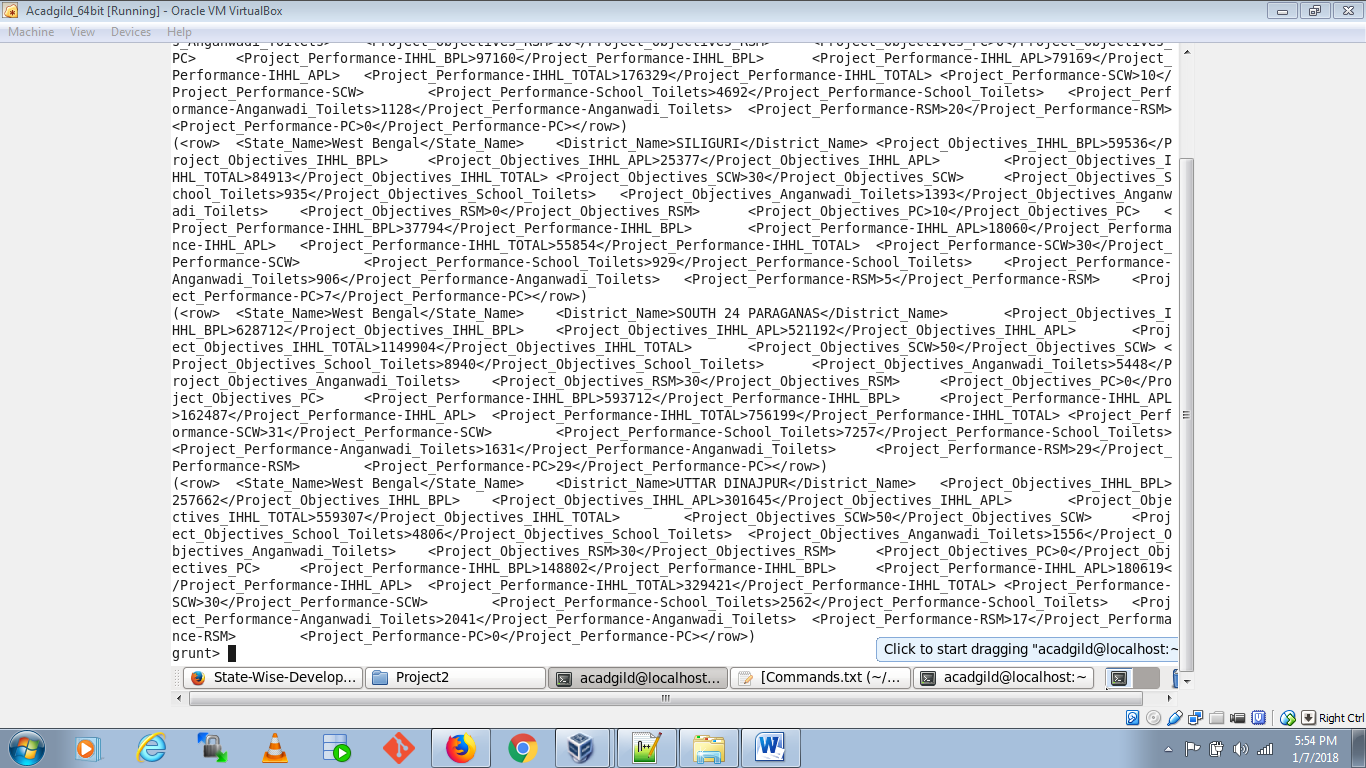 Acadgild_64bit [Running] - Oracle VM VirtualBox
Machine View Devices Help
s_Anganwadi_Toilets> <Project_Objectives_RSM>10</Project_Objectives_RSM> <Project_Objectives_PC>0</Project_Objectives_
PC> <Project_Performance-IHHL_BPL>97160</Project_Performance-IHHL_BPL> <Project_Performance-IHHL_APL>79169</Project_
Performance-IHHL_APL> <Project_Performance-IHHL_TOTAL>176329</Project_Performance-IHHL_TOTAL> <Project_Performance-SCW>10</
Project_Performance-SCW> <Project_Performance-School_Toilets>4692</Project_Performance-School_Toilets> <Project_Perf
ormance-Anganwadi_Toilets>1128</Project_Performance-Anganwadi_Toilets> <Project_Performance-RSM>20</Project_Performance-RSM>
<Project_Performance-PC>0</Project_Performance-PC></row>)
(<row> <State_Name>West Bengal</State_Name> <District_Name>SILIGURI</District_Name> <Project_Objectives_IHHL_BPL>59536</P
roject_Objectives_IHHL_BPL> <Project_Objectives_IHHL_APL>25377</Project_Objectives_IHHL_APL> <Project_Objectives_I
HHL_TOTAL>84913</Project_Objectives_IHHL_TOTAL> <Project_Objectives_SCW>30</Project_Objectives_SCW> <Project_Objectives_S
chool_Toilets>935</Project_Objectives_School_Toilets> <Project_Objectives_Anganwadi_Toilets>1393</Project_Objectives_Anganw
adi_Toilets> <Project_Objectives_RSM>0</Project_Objectives_RSM> <Project_Objectives_PC>10</Project_Objectives_PC> <
Project_Performance-IHHL_BPL>37794</Project_Performance-IHHL_BPL> <Project_Performance-IHHL_APL>18060</Project_Performa
nce-IHHL_APL> <Project_Performance-IHHL_TOTAL>55854</Project_Performance-IHHL_TOTAL> <Project_Performance-SCW>30</Project_
Performance-SCW> <Project_Performance-School_Toilets>929</Project_Performance-School_Toilets> <Project_Performance-
Anganwadi_Toilets>906</Project_Performance-Anganwadi_Toilets> <Project_Performance-RSM>5</Project_Performance-RSM> <Proj
ect_Performance-PC>7</Project_Performance-PC></row>)
(<row> <State_Name>West Bengal</State_Name> <District_Name>SOUTH 24 PARAGANAS</District_Name> <Project_Objectives_I
HHL_BPL>628712</Project_Objectives_IHHL_BPL> <Project_Objectives_IHHL_APL>521192</Project_Objectives_IHHL_APL> <Proj
ect_Objectives_IHHL_TOTAL>1149904</Project_Objectives_IHHL_TOTAL> <Project_Objectives_SCW>50</Project_Objectives_SCW> <
Project_Objectives_School_Toilets>8940</Project_Objectives_School_Toilets> <Project_Objectives_Anganwadi_Toilets>5448</P
roject_Objectives_Anganwadi_Toilets> <Project_Objectives_RSM>30</Project_Objectives_RSM> <Project_Objectives_PC>0</Pro
ject_Objectives_PC> <Project_Performance-IHHL_BPL>593712</Project_Performance-IHHL_BPL> <Project_Performance-IHHL_APL
>162487</Project_Performance-IHHL_APL> <Project_Performance-IHHL_TOTAL>756199</Project_Performance-IHHL_TOTAL> <Project_Perf
ormance-SCW>31</Project_Performance-SCW> <Project_Performance-School_Toilets>7257</Project_Performance-School_Toilets>
<Project_Performance-Anganwadi_Toilets>1631</Project_Performance-Anganwadi_Toilets> <Project_Performance-RSM>29</Project_
Performance-RSM> <Project_Performance-PC>29</Project_Performance-PC></row>)
(<row> <State_Name>West Bengal</State_Name> <District_Name>UTTAR DINAJPUR</District_Name> <Project_Objectives_IHHL_BPL>
257662</Project_Objectives_IHHL_BPL> <Project_Objectives_IHHL_APL>301645</Project_Objectives_IHHL_APL> <Project_Obje
ctives_IHHL_TOTAL>559307</Project_Objectives_IHHL_TOTAL> <Project_Objectives_SCW>50</Project_Objectives_SCW> <Proj
ect_Objectives_School_Toilets>4806</Project_Objectives_School_Toilets> <Project_Objectives_Anganwadi_Toilets>1556</Project_O
bjectives_Anganwadi_Toilets> <Project_Objectives_RSM>30</Project_Objectives_RSM> <Project_Objectives_PC>0</Project_Obj
ectives_PC> <Project_Performance-IHHL_BPL>148802</Project_Performance-IHHL_BPL> <Project_Performance-IHHL_APL>180619<
/Project_Performance-IHHL_APL> <Project_Performance-IHHL_TOTAL>329421</Project_Performance-IHHL_TOTAL> <Project_Performance-
SCW>30</Project_Performance-SCW> <Project_Performance-School_Toilets>2562</Project_Performance-School_Toilets> <Proj
ect_Performance-Anganwadi_Toilets>2041</Project_Performance-Anganwadi_Toilets> <Project_Performance-RSM>17</Project_Performa
nce-RSM> <Project_Performance-PC>0</Project_Performance-PC></row>)
grunt>
Click to start dragging "acadgild@localhost:~
State-Wise-Develop... Project2 acadgild@localhost... [Commands.txt (~/... acadgild@localhost:~
Right Ctrl
5:54 PM
1/7/2018